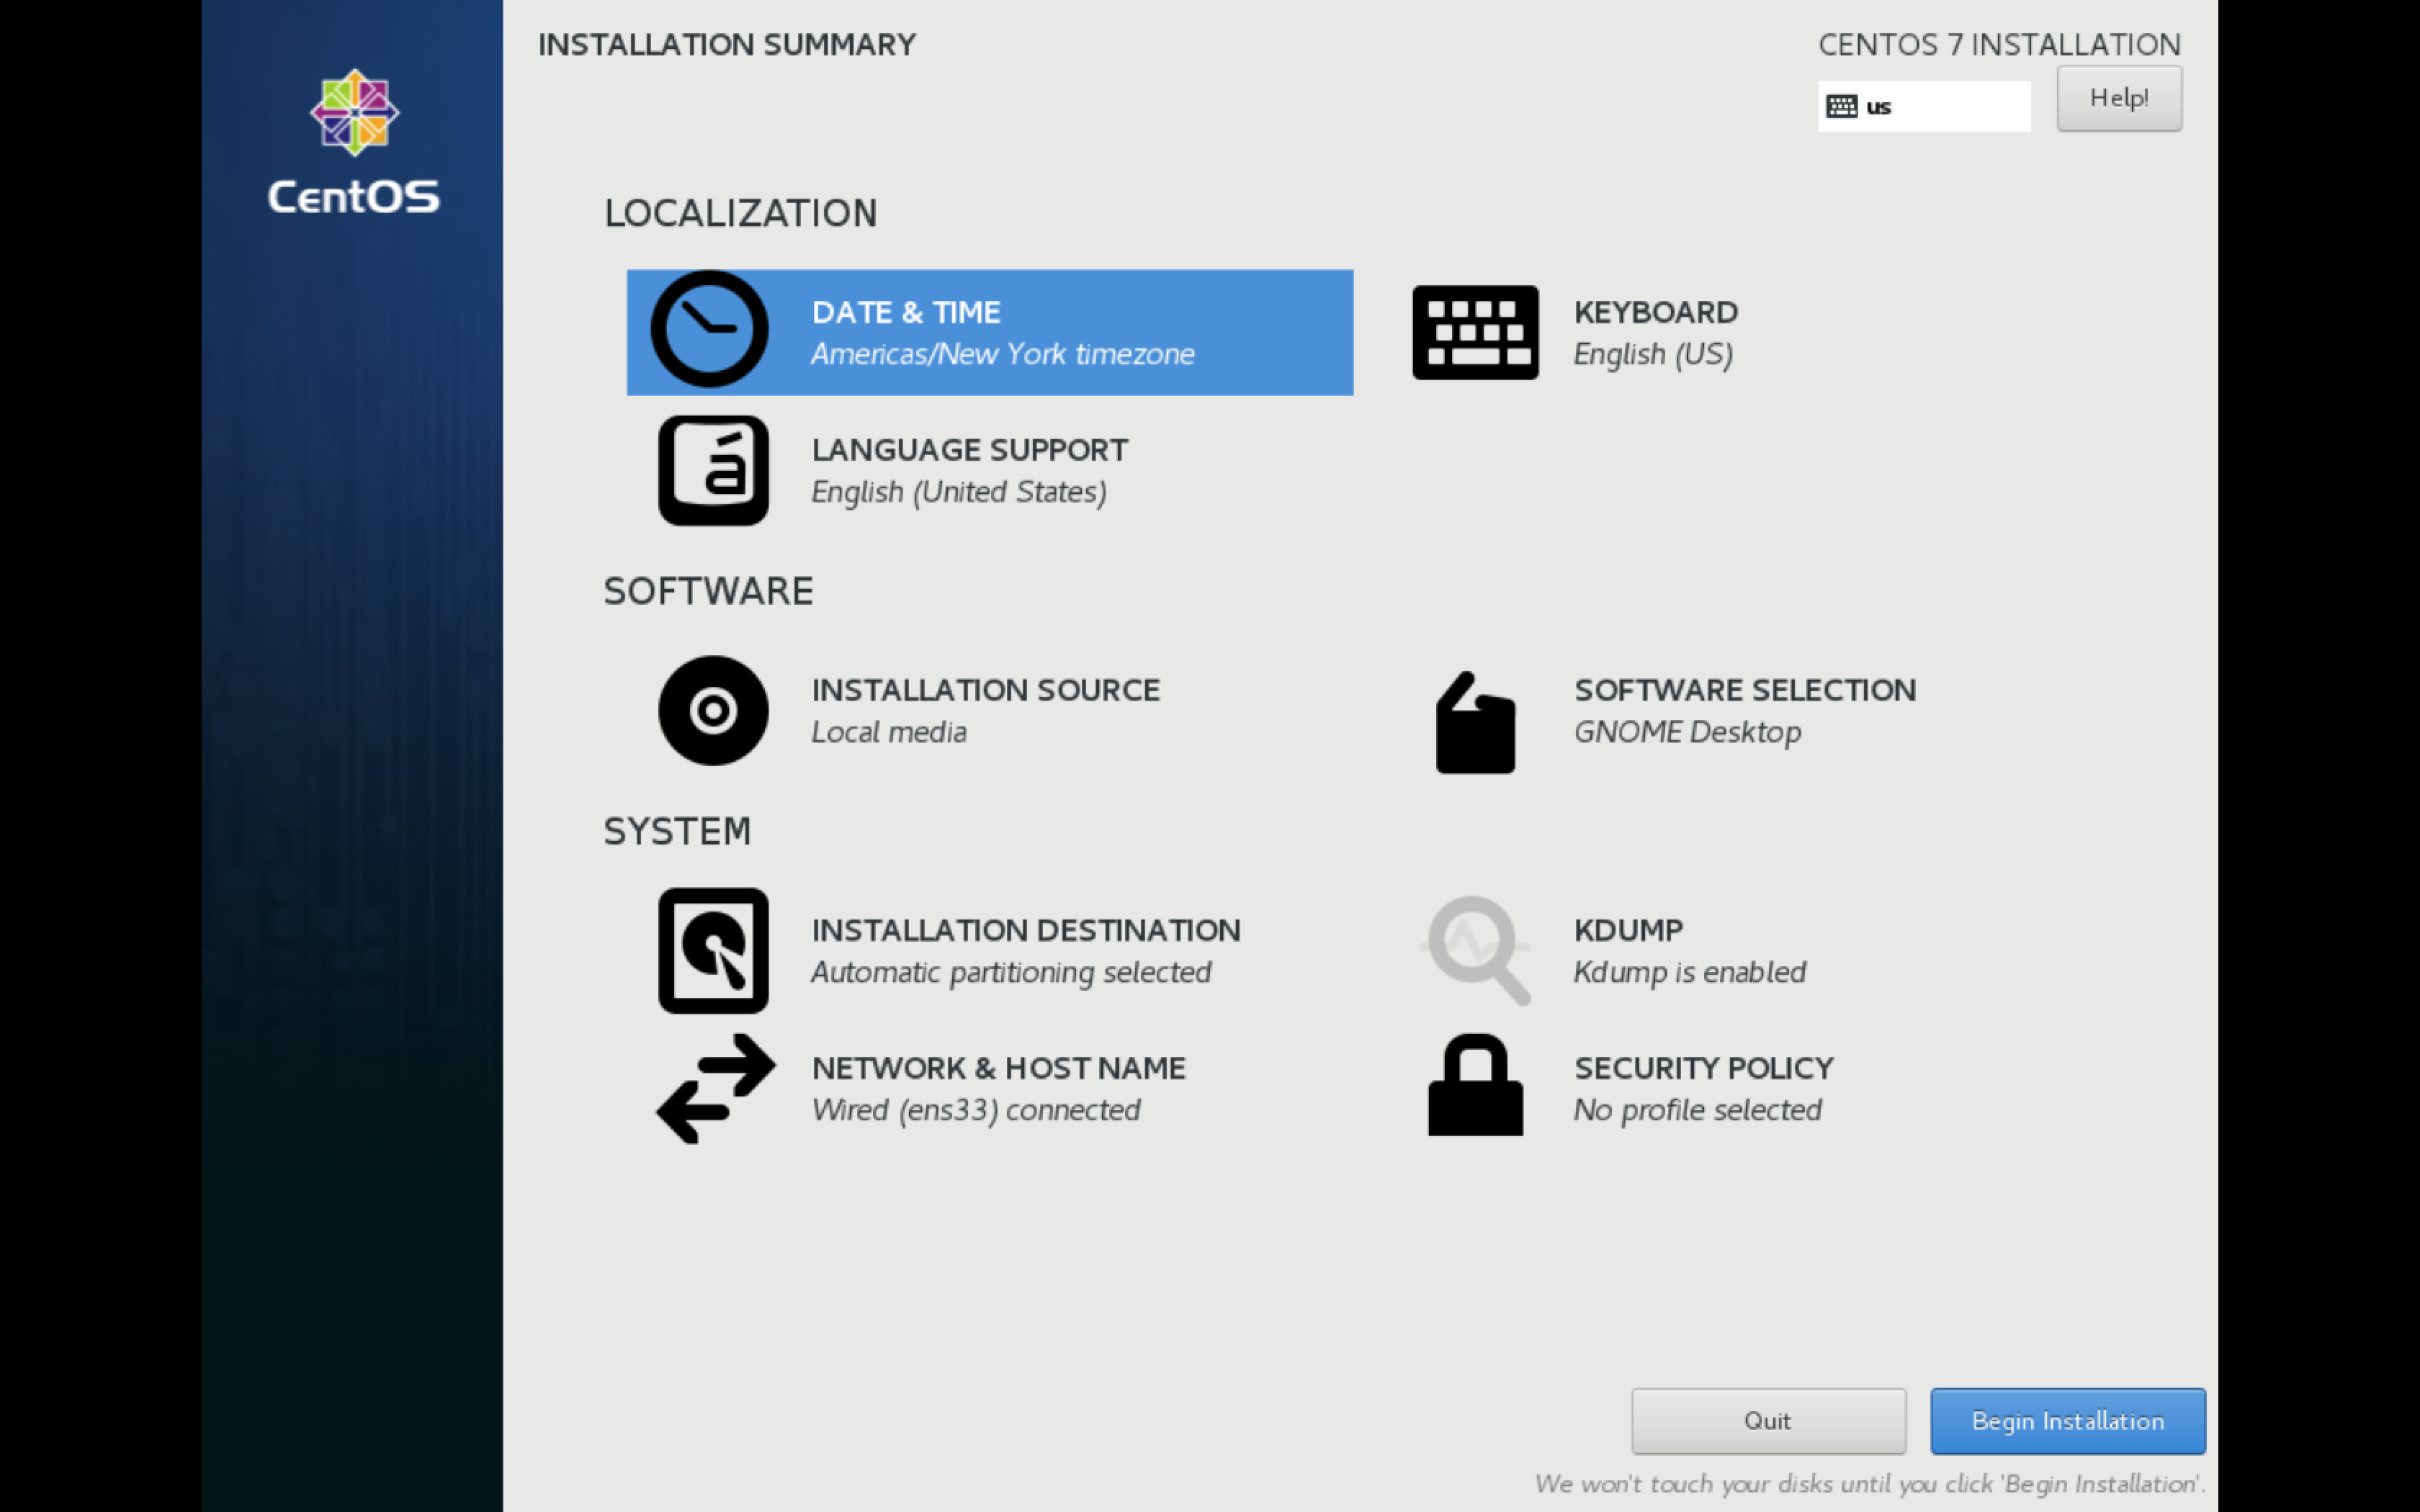 INSTALLATION SUMMARY
CENTOS 7 INSTALLATION
us
Help!
CentOS
LOCALIZATION
DATE & TIME
Americas/New York timezone
KEYBOARD
English (US)
á
LANGUAGE SUPPORT
English (United States)
SOFTWARE
INSTALLATION SOURCE
Local media
SOFTWARE SELECTION
GNOME Desktop
SYSTEM
INSTALLATION DESTINATION
Automatic partitioning selected
KDUMP
Kdump is enabled
NETWORK & HOST NAME
Wired (ens33) connected
SECURITY POLICY
No profile selected
Quit
Begin Installation
We won't touch your disks until you click 'Begin Installation'.